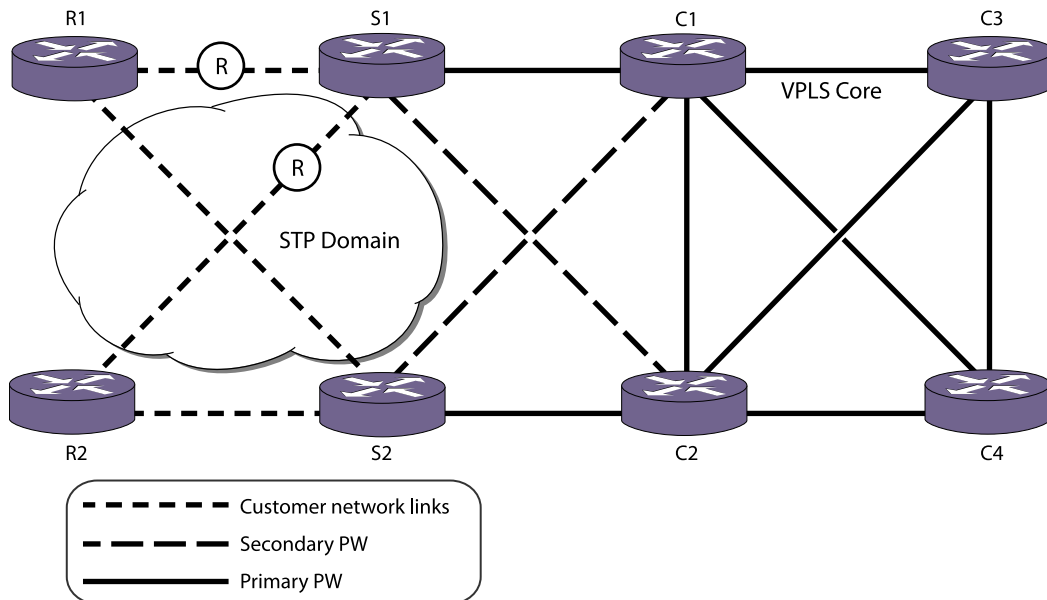 R1
S1
C1
C3
R
VPLS Core
R
STP Domain
R2
S2
C2
C4
Customer network links
Secondary PW
Primary PW